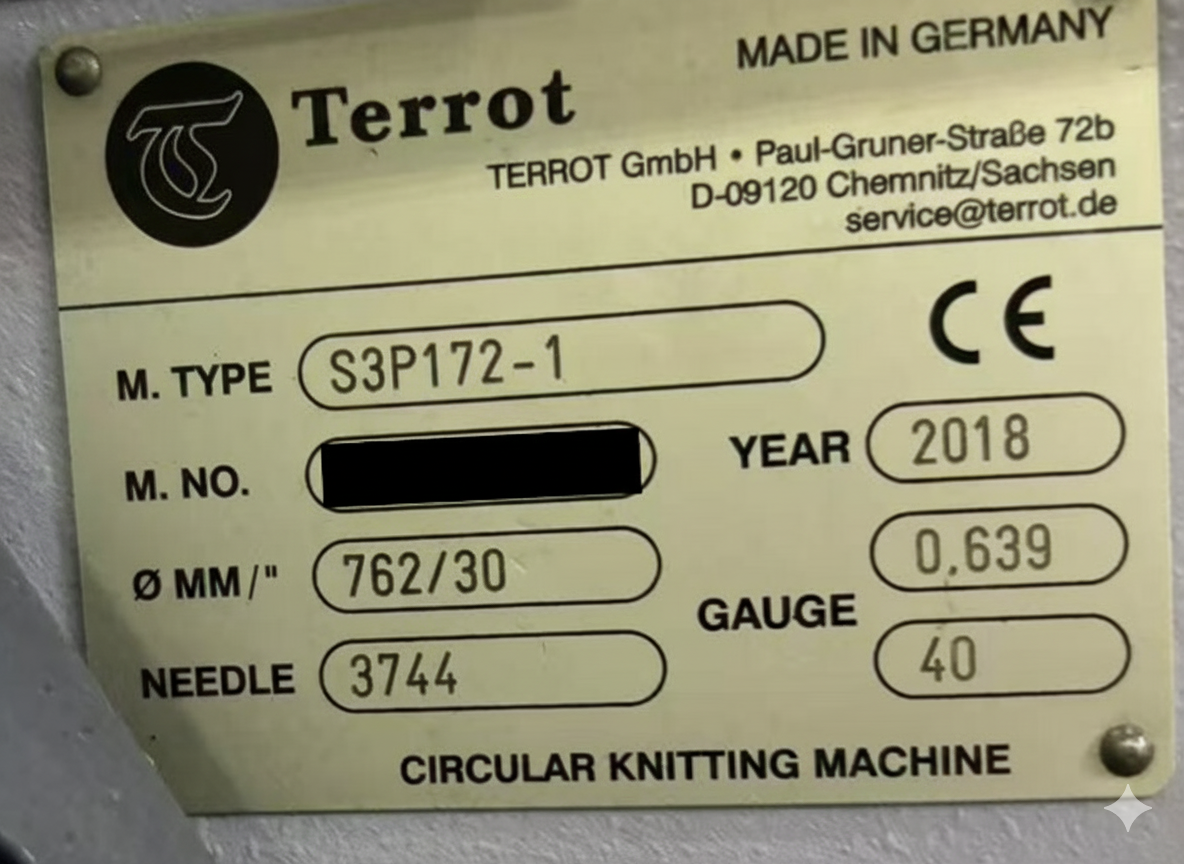 MADE IN GERMANY
Terrot
TERROT GmbH • Paul-Gruner-Straße 72b
D-09120 Chemnitz/Sachsen
service@terrot.de
CE
M. TYPE S3P172-1
M. NO.
YEAR 2018
Ø MM/" 762/30
GAUGE 0.639
40
NEEDLE 3744
CIRCULAR KNITTING MACHINE